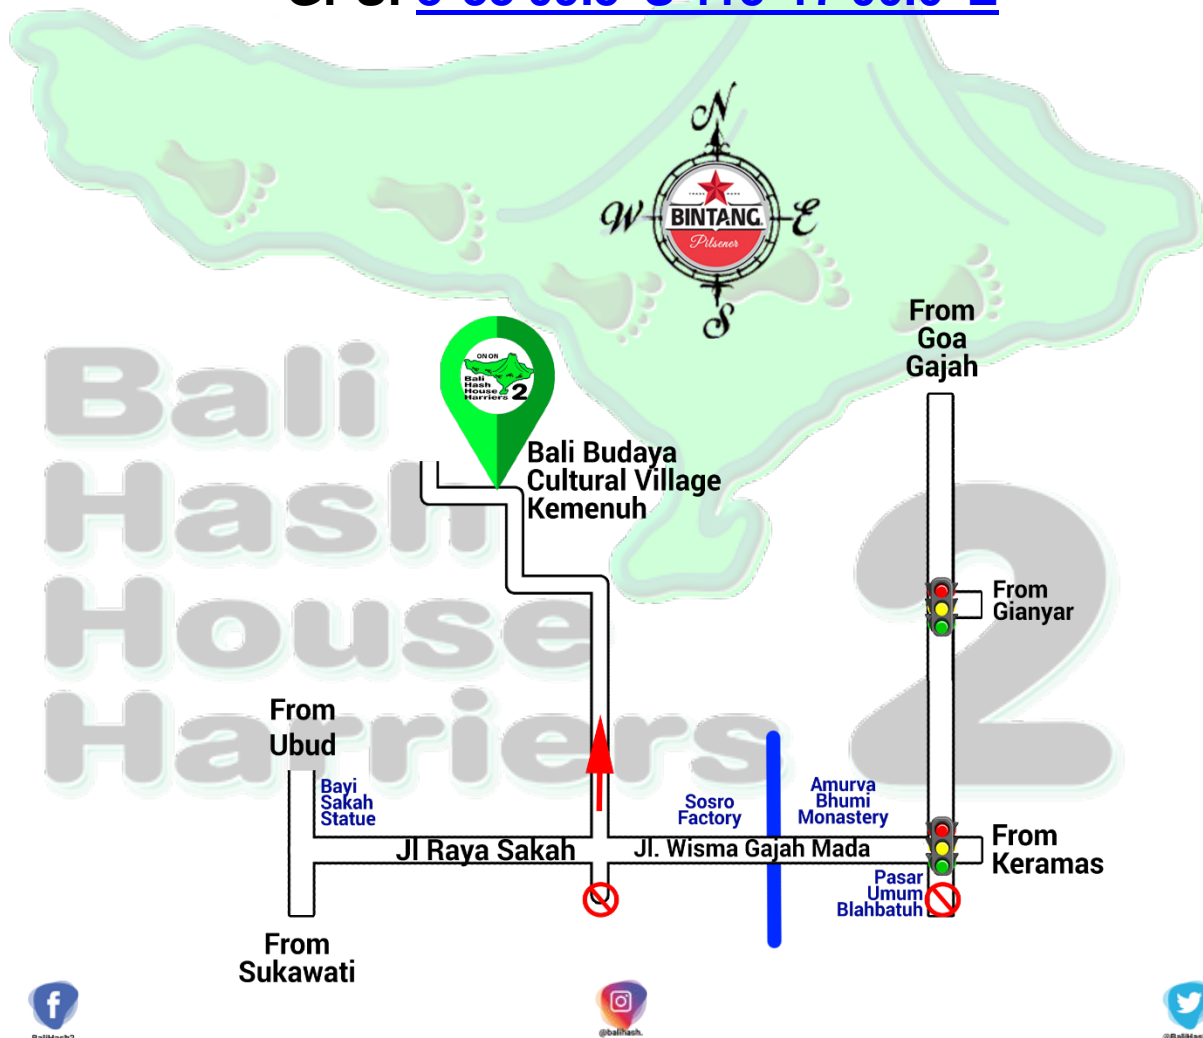 N
W
BINTANG
Pilsener
E
S
From
Goa
Gajah
ON ON
Bali
Hash
House
Harriers 2
Bali Budaya
Cultural Village
Kemenuh
Bali
Hash
House
Harriers 2
From
Gianyar
From
Ubud
Bayi
Sakah
Statue
Sosro
Factory
Amurva
Bhumi
Monastery
Jl Raya Sakah
Jl. Wisma Gajah Mada
From
Keramas
Pasar
Umum
Blahbatuh
From
Sukawati
@balihash.